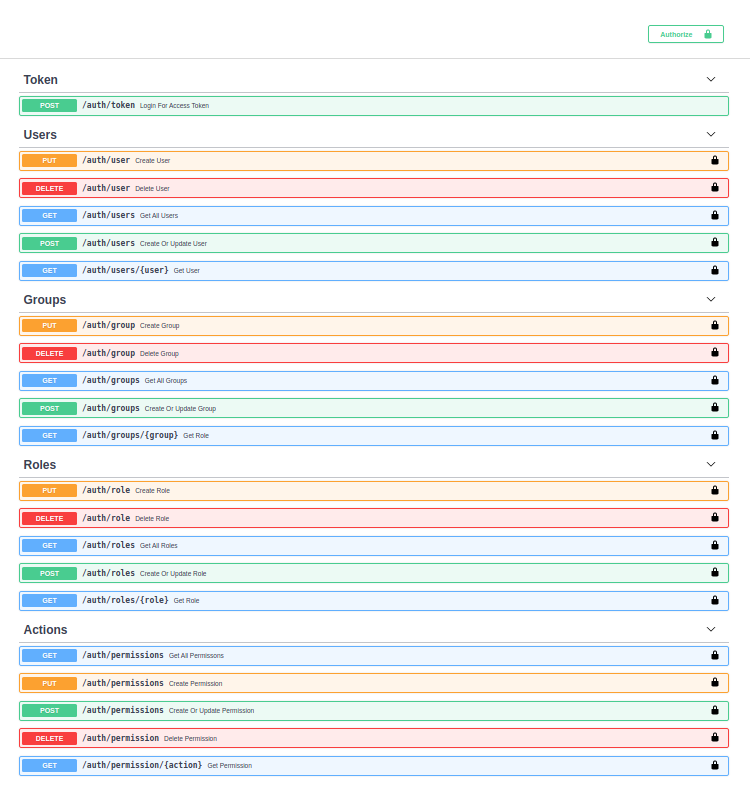 Authorize
Token
POST /auth/token Login For Access Token
Users
PUT /auth/user Create User
DELETE /auth/user Delete User
GET /auth/users Get All Users
POST /auth/users Create Or Update User
GET /auth/users/{user} Get User
Groups
PUT /auth/group Create Group
DELETE /auth/group Delete Group
GET /auth/groups Get All Groups
POST /auth/groups Create Or Update Group
GET /auth/groups/{group} Get Role
Roles
PUT /auth/role Create Role
DELETE /auth/role Delete Role
GET /auth/roles Get All Roles
POST /auth/roles Create Or Update Role
GET /auth/roles/{role} Get Role
Actions
GET /auth/permissions Get All Permissons
PUT /auth/permissions Create Permission
POST /auth/permissions Create Or Update Permission
DELETE /auth/permission Delete Permission
GET /auth/permission/{action} Get Permission